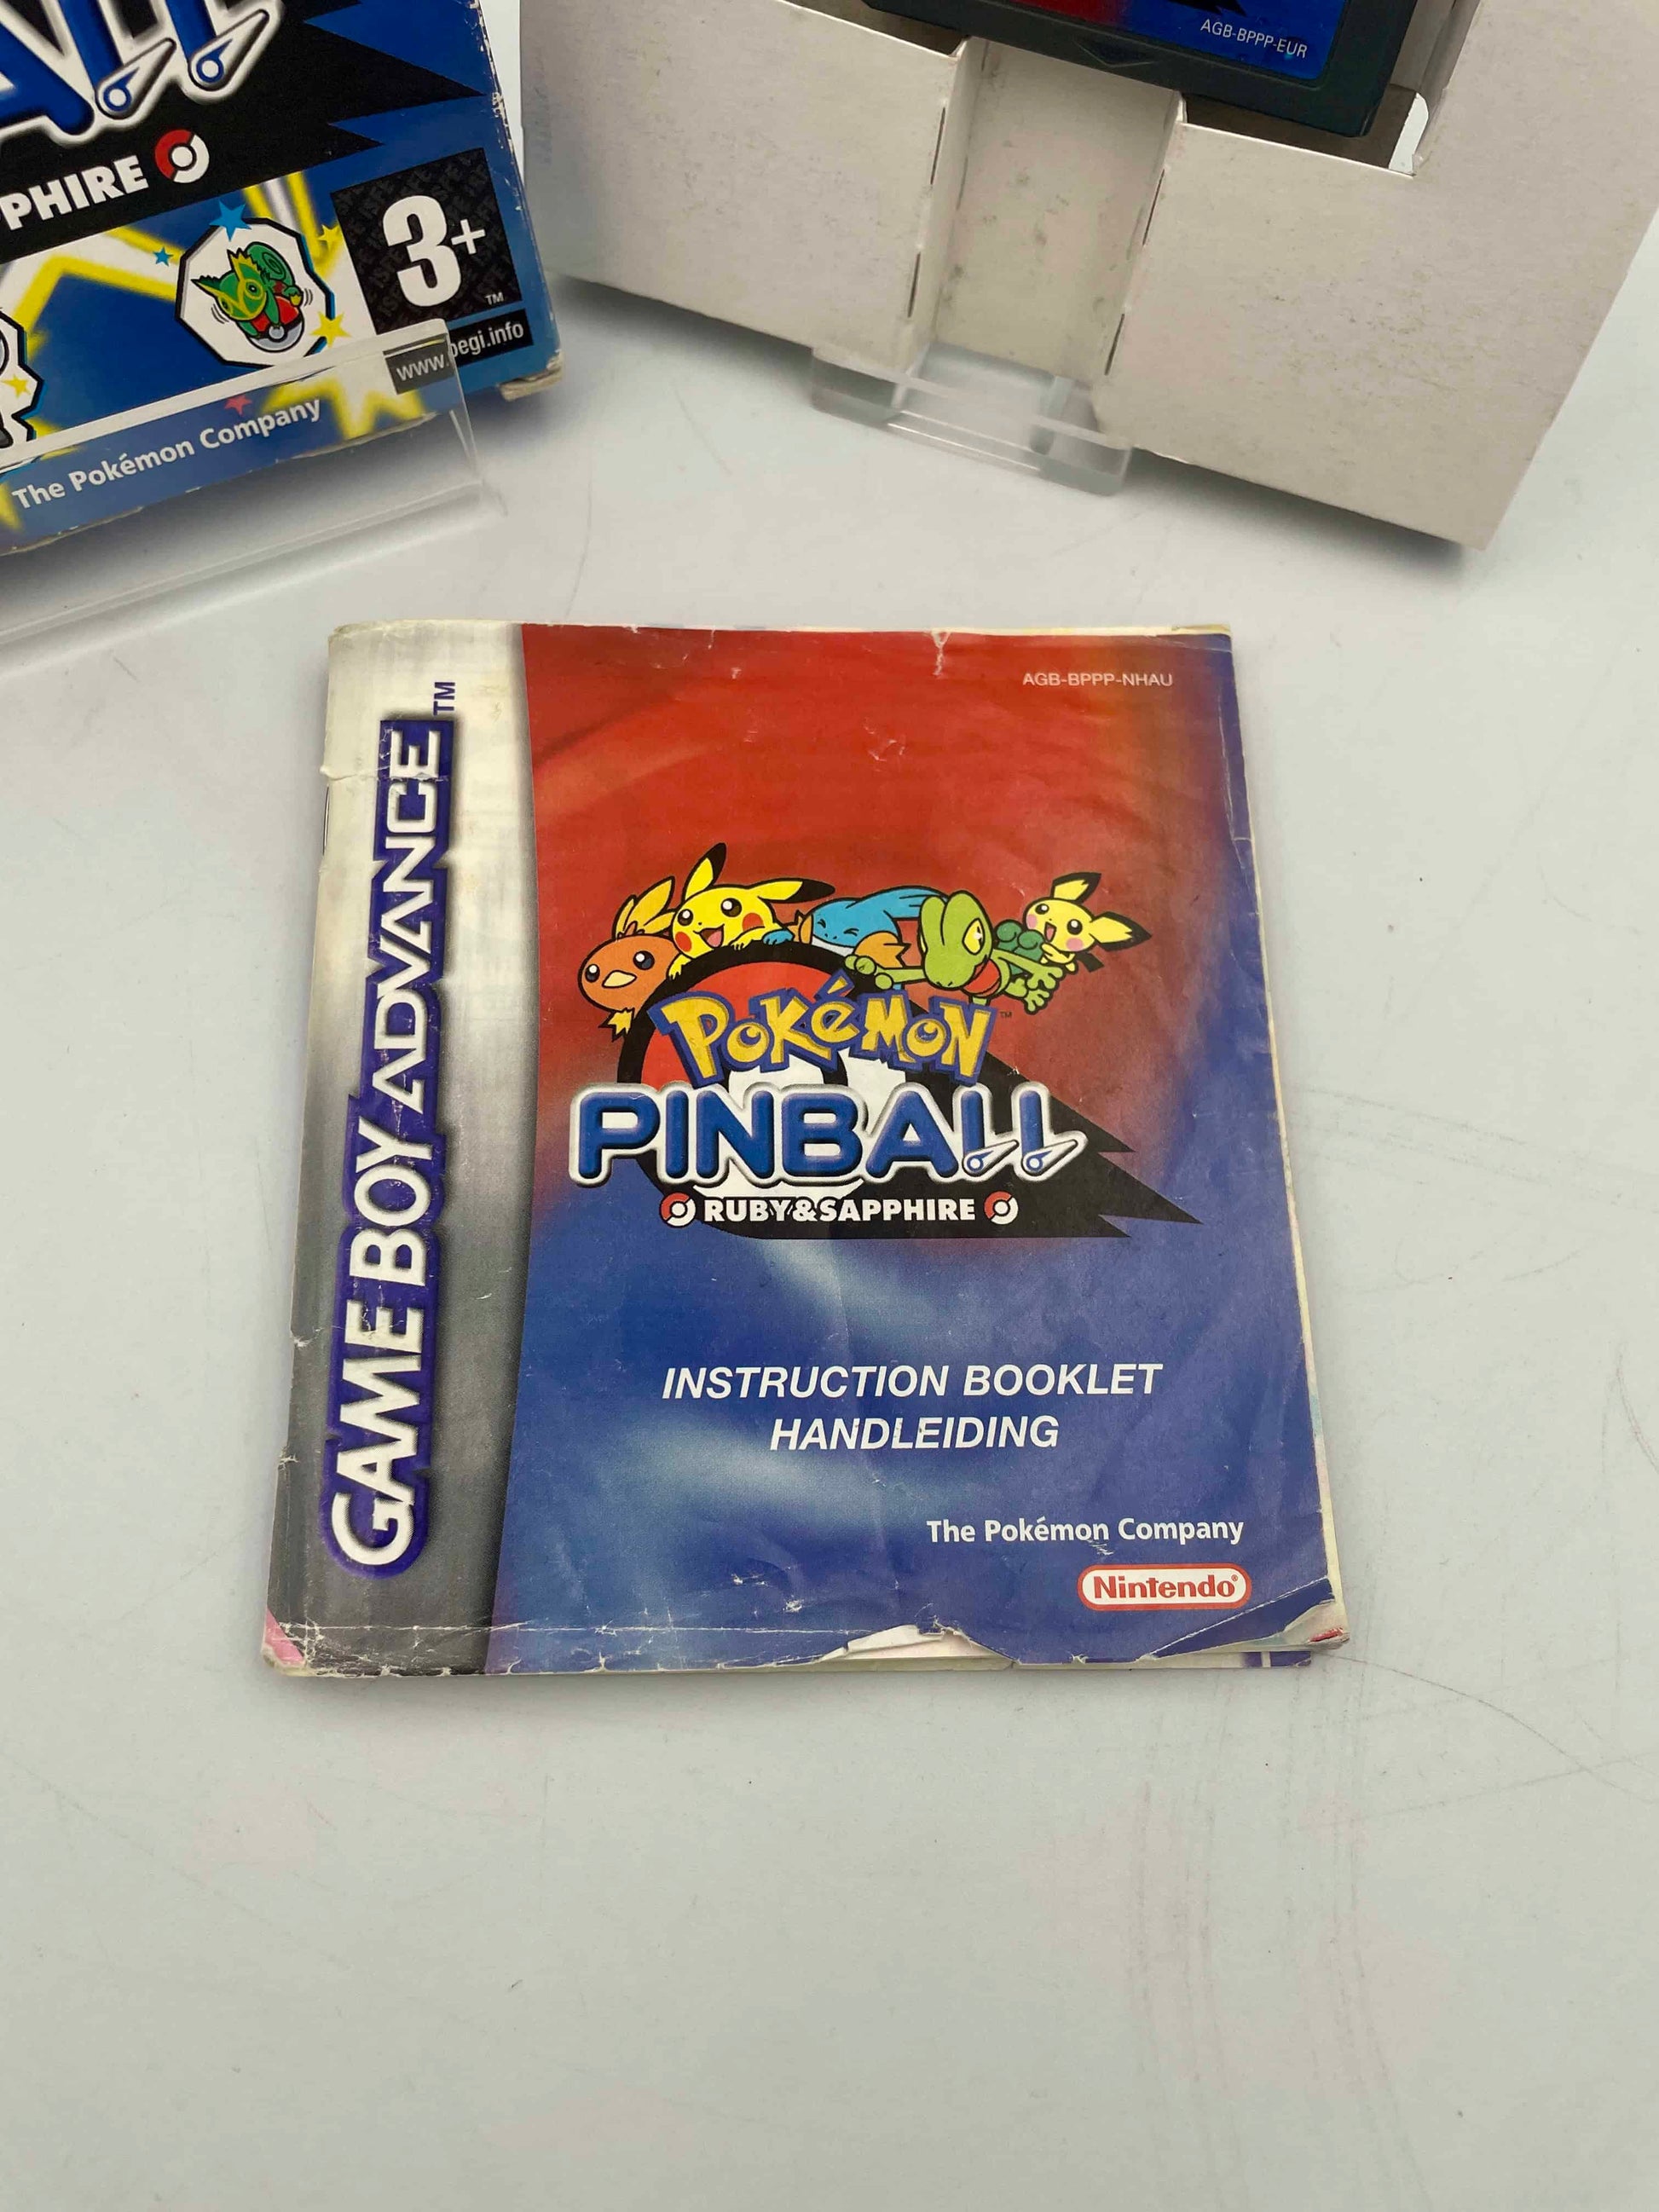 PHIRE
3+
TM
www.pegi.info
The Pokémon Company
AGB-BPPP-EUR
AGB-BPPP-NHAU
GAME BOY ADVANCE TM
POKéMON TM
PINBALL
RUBY&SAPPHIRE
INSTRUCTION BOOKLET
HANDLEIDING
The Pokémon Company
Nintendo®